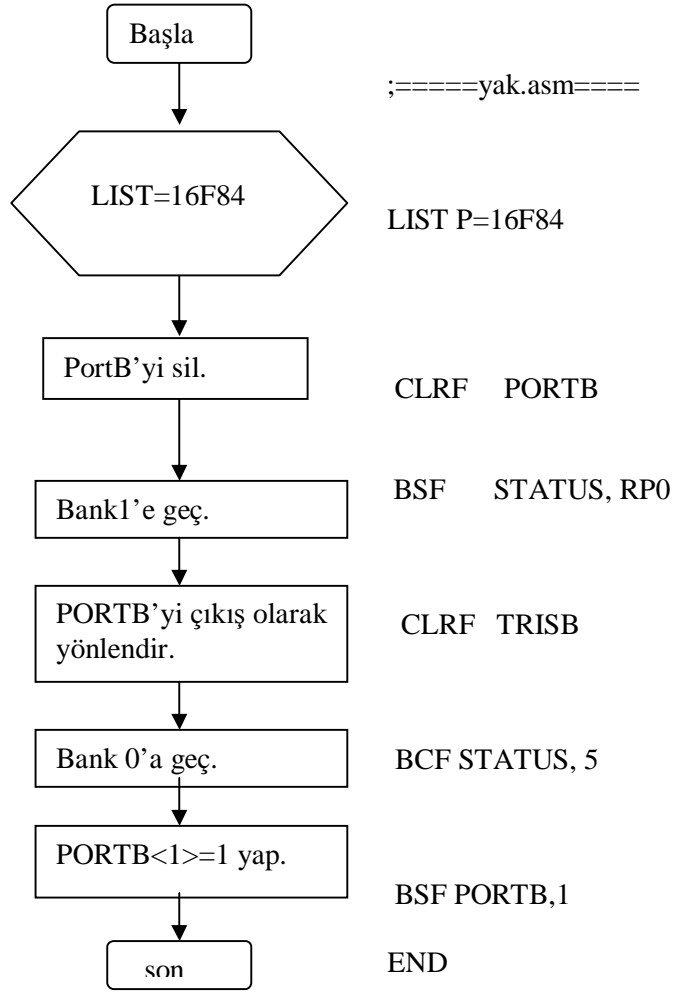 Başla
;=====yak.asm====
LIST=16F84
LIST P=16F84
PortB’yi sil.
CLRF PORTB
Bank1’e geç.
BSF STATUS, RP0
PORTB’yi çıkış olarak
yönlendir.
CLRF TRISB
Bank 0’a geç.
BCF STATUS, 5
PORTB<1>=1 yap.
BSF PORTB,1
son
END